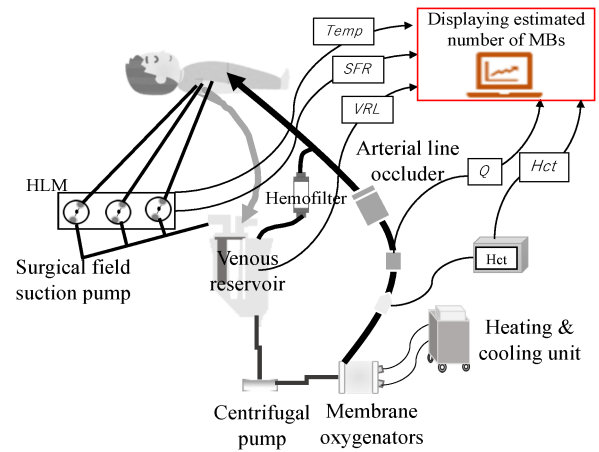 Displaying estimated
number of MBs
Temp
SFR
VRL
Arterial line
occluder
Q
Hct
HLM
Hemofilter
Surgical field
suction pump
Venous
reservoir
Hct
Heating &
cooling unit
Centrifugal
pump
Membrane
oxygenators